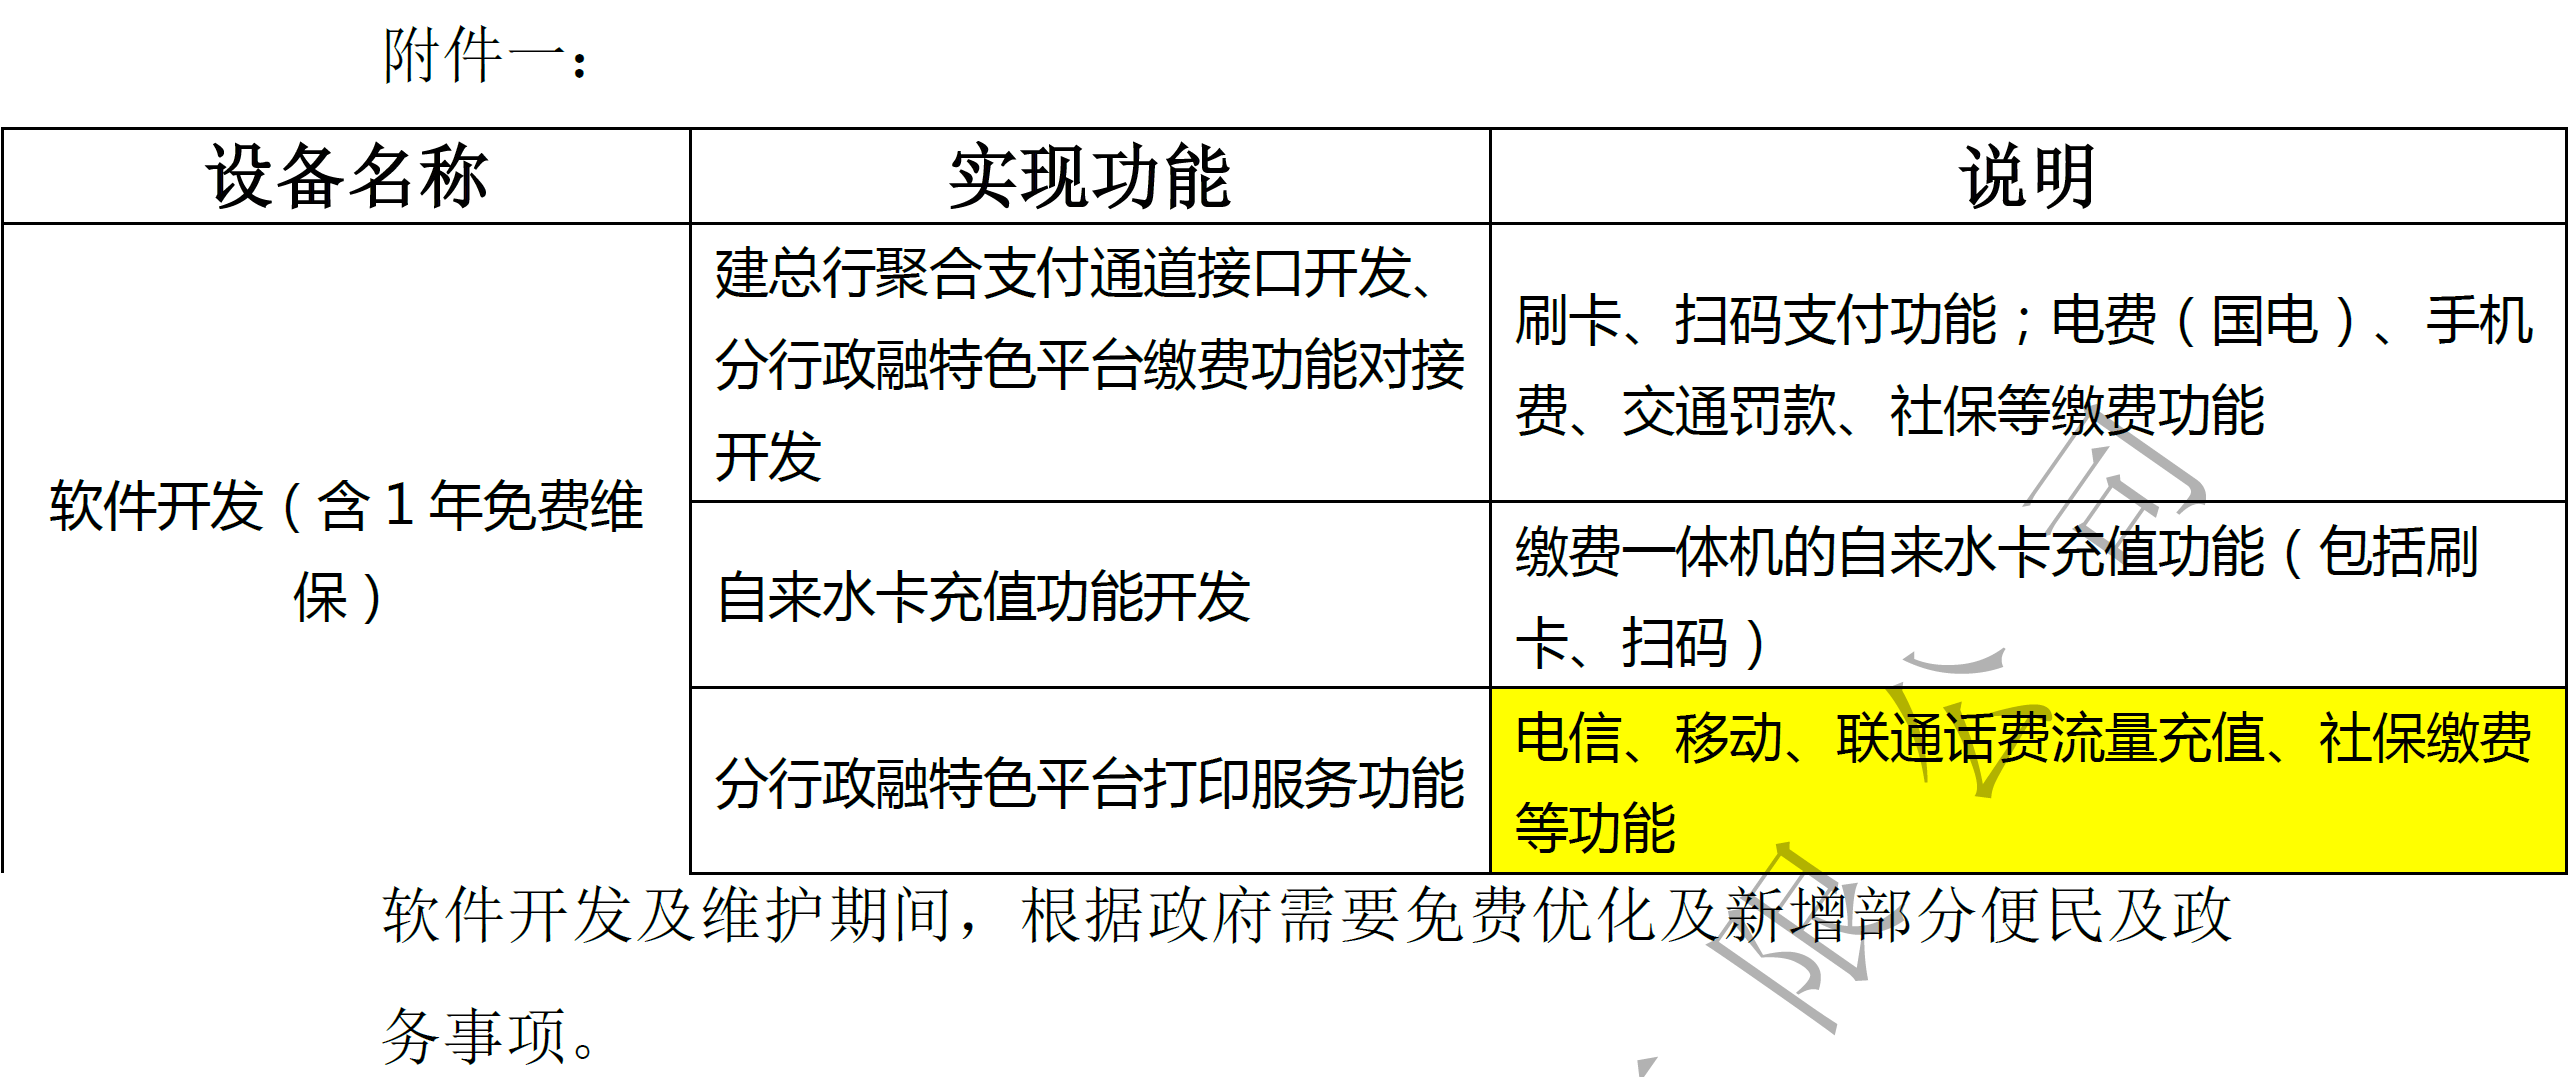 附件一：
设备名称
实现功能
说明
软件开发（含 1 年免费维
保）
建总行聚合支付通道接口开发、
分行政融特色平台缴费功能对接
开发
刷卡、扫码支付功能；电费（国电）、手机
费、交通罚款、社保等缴费功能
自来水卡充值功能开发
缴费一体机的自来水卡充值功能（包括刷
卡、扫码）
分行政融特色平台打印服务功能
电信、移动、联通话费流量充值、社保缴费
等功能
软件开发及维护期间，根据政府需要免费优化及新增部分便民及政
务事项。
限公司